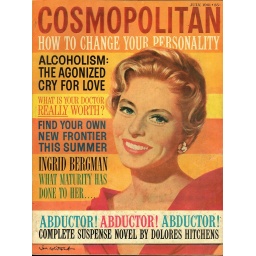 COSMOPOLITAN
HOW TO CHANGE YOUR PERSONALITY
ALCOHOLISM:
THE AGONIZED
CRY FOR LOVE
WHAT IS YOUR DOCTOR
REALLY WORTH?
FIND YOUR OWN
NEW FRONTIER
THIS SUMMER
INGRID BERGMAN
WHAT MATURITY HAS
DONE TO HER....
ABDUCTOR! ABDUCTOR! ABDUCTOR!
COMPLETE SUSPENSE NOVEL BY DOLORES HITCHENS